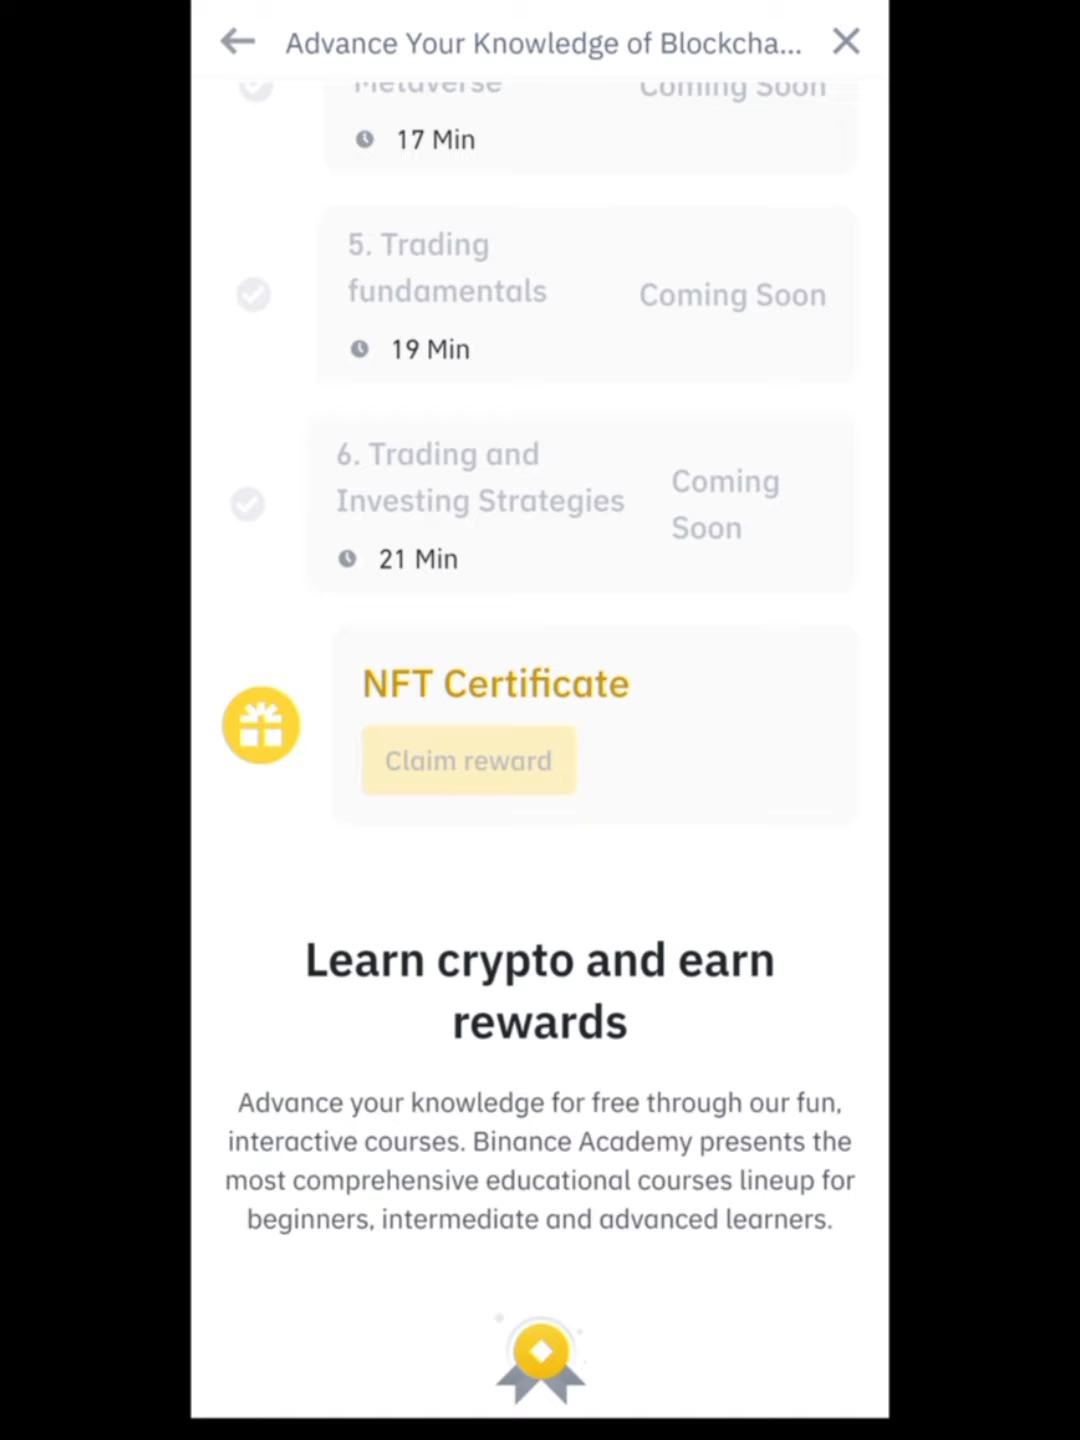 Advance Your Knowledge of Blockcha...
Metaverse
Coming Soon
17 Min
5. Trading
fundamentals
Coming Soon
19 Min
6. Trading and
Investing Strategies
Coming
Soon
21 Min
NFT Certificate
Claim reward
Learn crypto and earn
rewards
Advance your knowledge for free through our fun,
interactive courses. Binance Academy presents the
most comprehensive educational courses lineup for
beginners, intermediate and advanced learners.